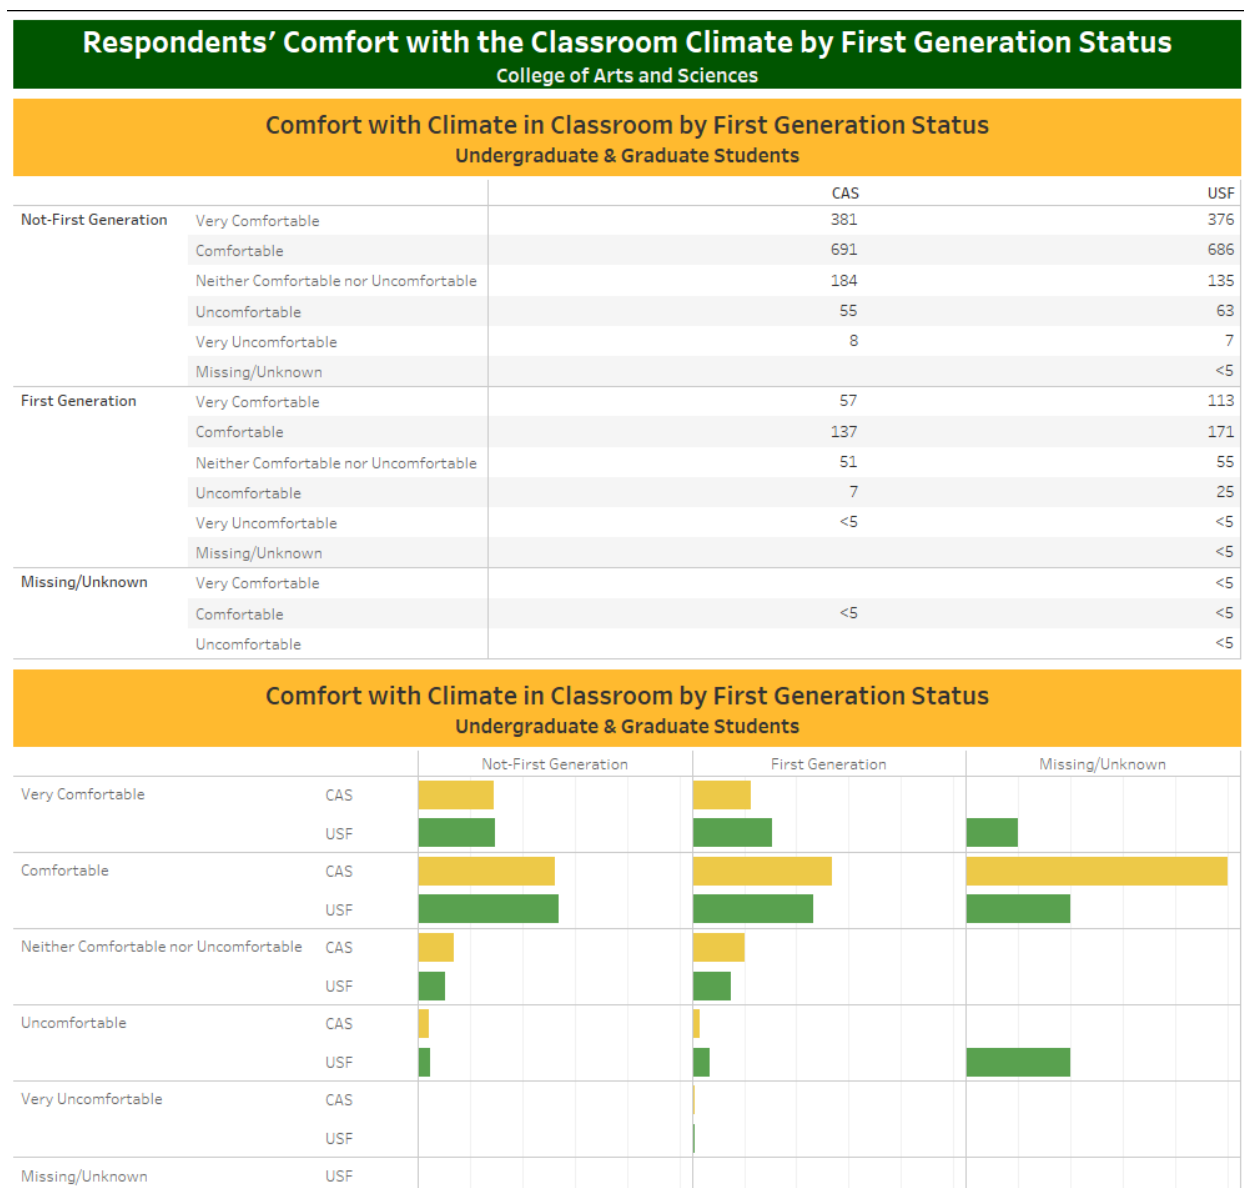 Respondents' Comfort with the Classroom Climate by First Generation Status
College of Arts and Sciences
Comfort with Climate in Classroom by First Generation Status
Undergraduate & Graduate Students
CAS USF
Not-First Generation Very Comfortable 381 376
Comfortable 691 686
Neither Comfortable nor Uncomfortable 184 135
Uncomfortable 55 63
Very Uncomfortable 8 7
Missing/Unknown <5
First Generation Very Comfortable 57 113
Comfortable 137 171
Neither Comfortable nor Uncomfortable 51 55
Uncomfortable 7 25
Very Uncomfortable <5 <5
Missing/Unknown <5
Missing/Unknown Very Comfortable <5
Comfortable <5 <5
Uncomfortable <5
Comfort with Climate in Classroom by First Generation Status
Undergraduate & Graduate Students
Not-First Generation First Generation Missing/Unknown
Very Comfortable CAS
USF
Comfortable CAS
USF
Neither Comfortable nor Uncomfortable CAS
USF
Uncomfortable CAS
USF
Very Uncomfortable CAS
USF
Missing/Unknown USF